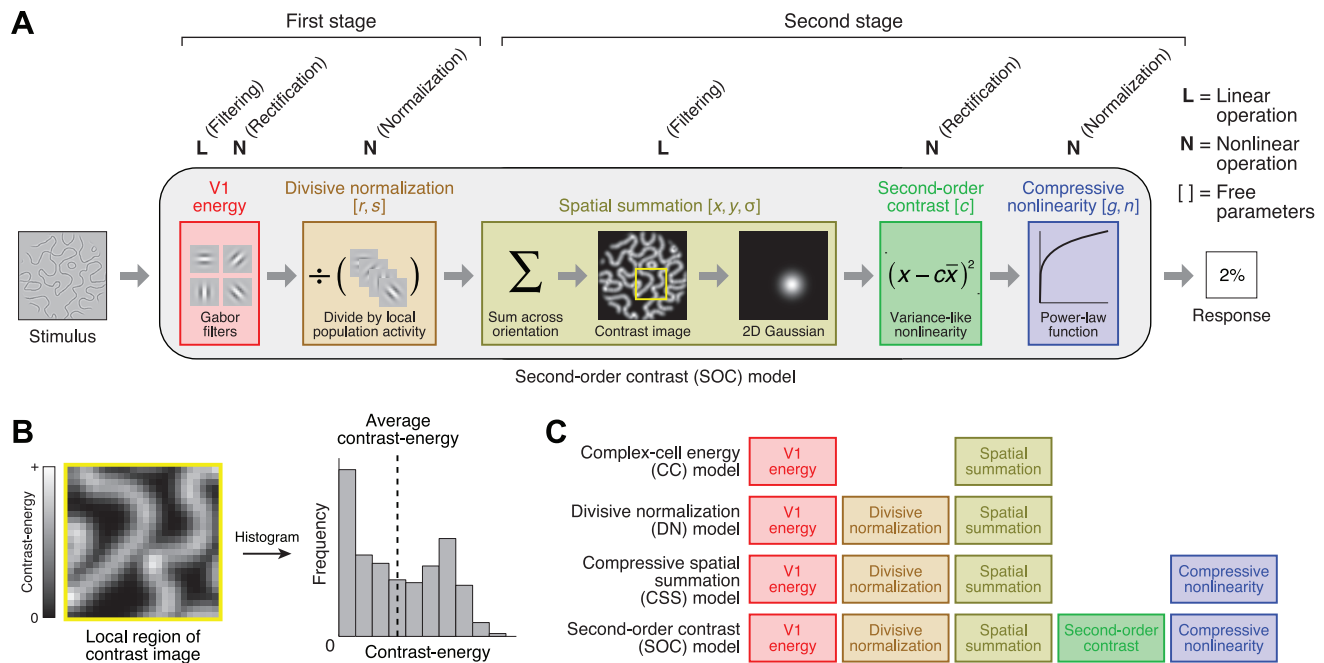 A
First stage
Second stage
L (Filtering)
N (Rectification)
N (Normalization)
L (Filtering)
N (Rectification)
N (Normalization)
L = Linear
operation
N = Nonlinear
operation
[ ] = Free
parameters
V1
energy
Divisive normalization
[r, s]
Spatial summation [x, y, σ]
Second-order
contrast [c]
Compressive
nonlinearity [g, n]
Stimulus
Gabor
filters
÷ ( )
Divide by local
population activity
Σ
Sum across
orientation
Contrast image
2D Gaussian
(x – cx̅)²
Variance-like
nonlinearity
Power-law
function
2%
Response
Second-order contrast (SOC) model
B
+
Contrast-energy
0
Local region of
contrast image
Histogram
Average
contrast-energy
Frequency
0
Contrast-energy
C
Complex-cell energy
(CC) model
V1
energy
Spatial
summation
Divisive normalization
(DN) model
V1
energy
Divisive
normalization
Spatial
summation
Compressive spatial
summation
(CSS) model
V1
energy
Divisive
normalization
Spatial
summation
Compressive
nonlinearity
Second-order contrast
(SOC) model
V1
energy
Divisive
normalization
Spatial
summation
Second-order
contrast
Compressive
nonlinearity